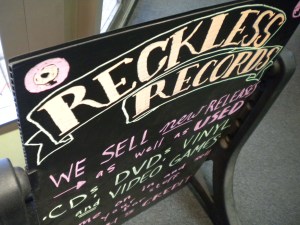 RECKLESS
RECORDS
WE SELL new RELEASES
as well as USED
CDs DVDs VINYL
and VIDEO GAMES